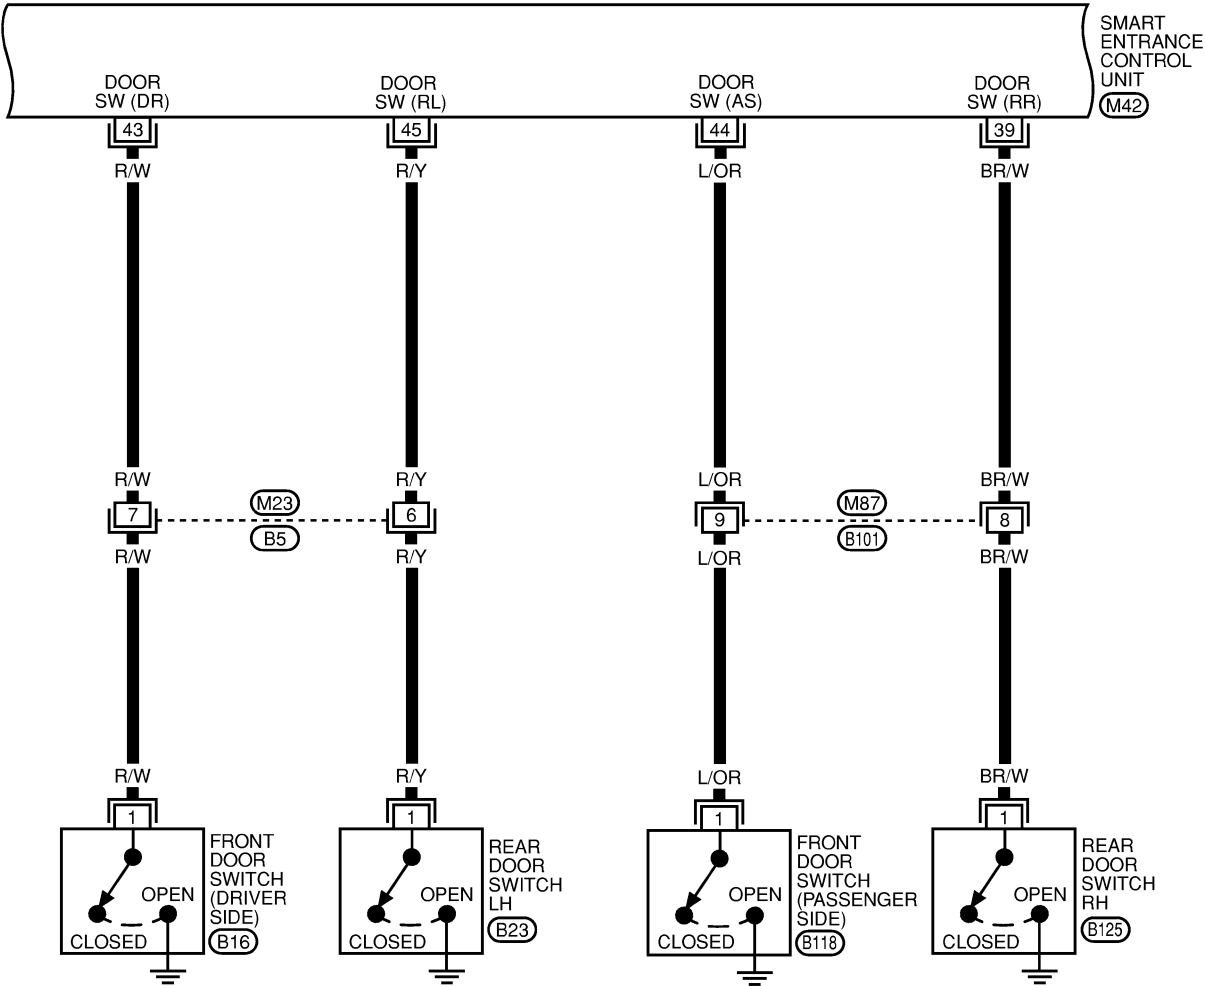 SMART
ENTRANCE
CONTROL
UNIT
M42
DOOR
SW (DR)
DOOR
SW (RL)
DOOR
SW (AS)
DOOR
SW (RR)
43
45
44
39
R/W
R/Y
L/OR
BR/W
R/W
R/Y
L/OR
BR/W
7
M23
B5
6
9
M87
B101
8
R/W
R/Y
L/OR
BR/W
R/W
R/Y
L/OR
BR/W
1
1
1
1
OPEN
CLOSED
FRONT
DOOR
SWITCH
(DRIVER
SIDE)
B16
OPEN
CLOSED
REAR
DOOR
SWITCH
LH
B23
OPEN
CLOSED
FRONT
DOOR
SWITCH
(PASSENGER
SIDE)
B118
OPEN
CLOSED
REAR
DOOR
SWITCH
RH
B125